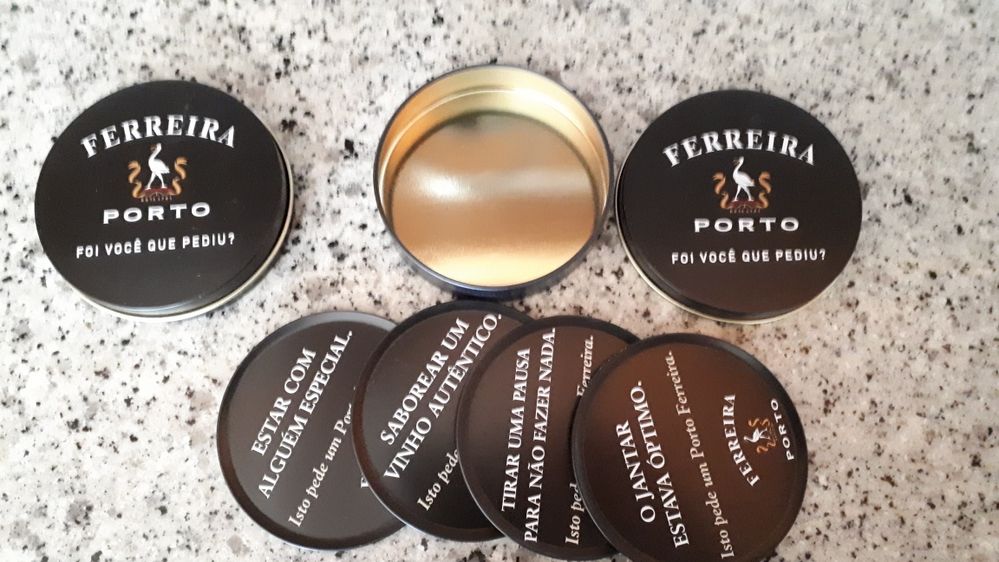 FERREIRA
PORTO
FOI VOCÊ QUE PEDIU?
FERREIRA
PORTO
FOI VOCÊ QUE PEDIU?
ESTAR COM
ALGUÉM ESPECIAL.
Isto pede um
SABOREAR UM
VINHO AUTÊNTICO.
Isto pede
TIRAR UMA PAUSA
PARA NÃO FAZER NADA.
Isto Ferreira.
O JANTAR
ESTAVA ÓPTIMO.
Isto pede um Porto Ferreira.
FERREIRA
PORTO